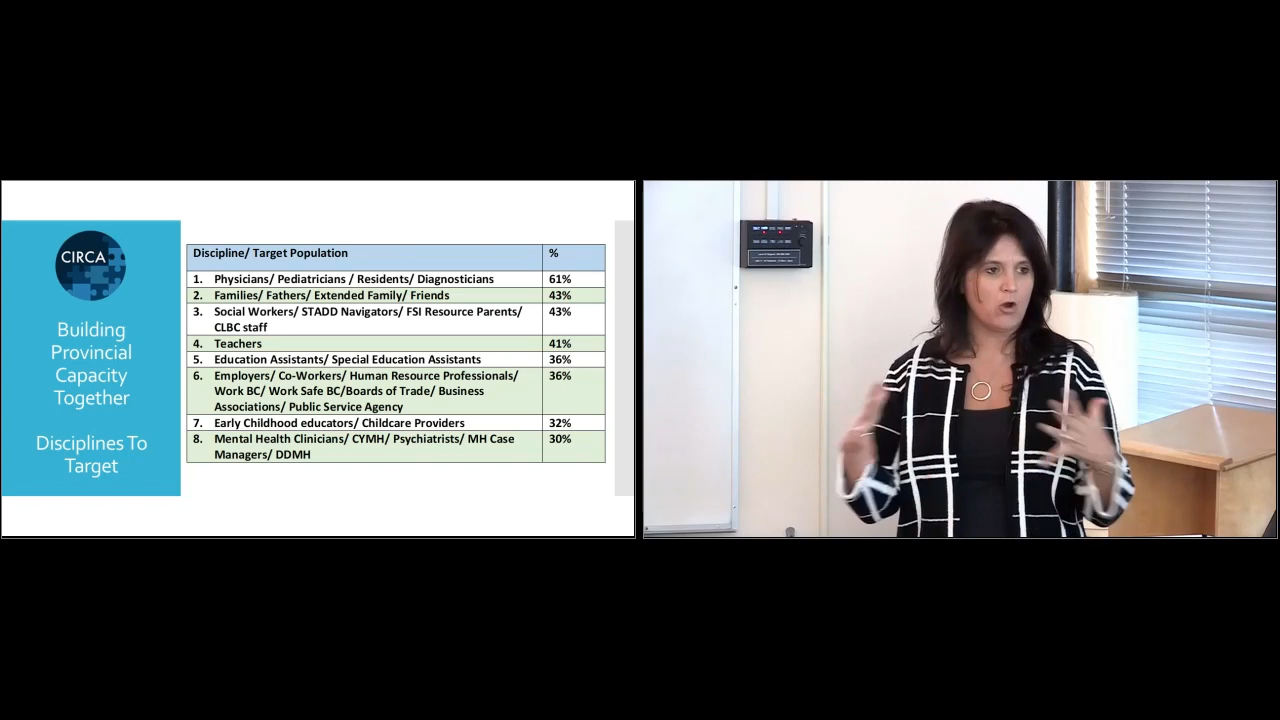 CIRCA
Building
Provincial
Capacity
Together
Disciplines To
Target
Discipline/ Target Population %
1. Physicians/ Pediatricians / Residents/ Diagnosticians 61%
2. Families/ Fathers/ Extended Family/ Friends 43%
3. Social Workers/ STADD Navigators/ FSI Resource Parents/ 43%
CLBC staff
4. Teachers 41%
5. Education Assistants/ Special Education Assistants 36%
6. Employers/ Co-Workers/ Human Resource Professionals/ 36%
Work BC/ Work Safe BC/Boards of Trade/ Business
Associations/ Public Service Agency
7. Early Childhood educators/ Childcare Providers 32%
8. Mental Health Clinicians/ CYMH/ Psychiatrists/ MH Case 30%
Managers/ DDMH